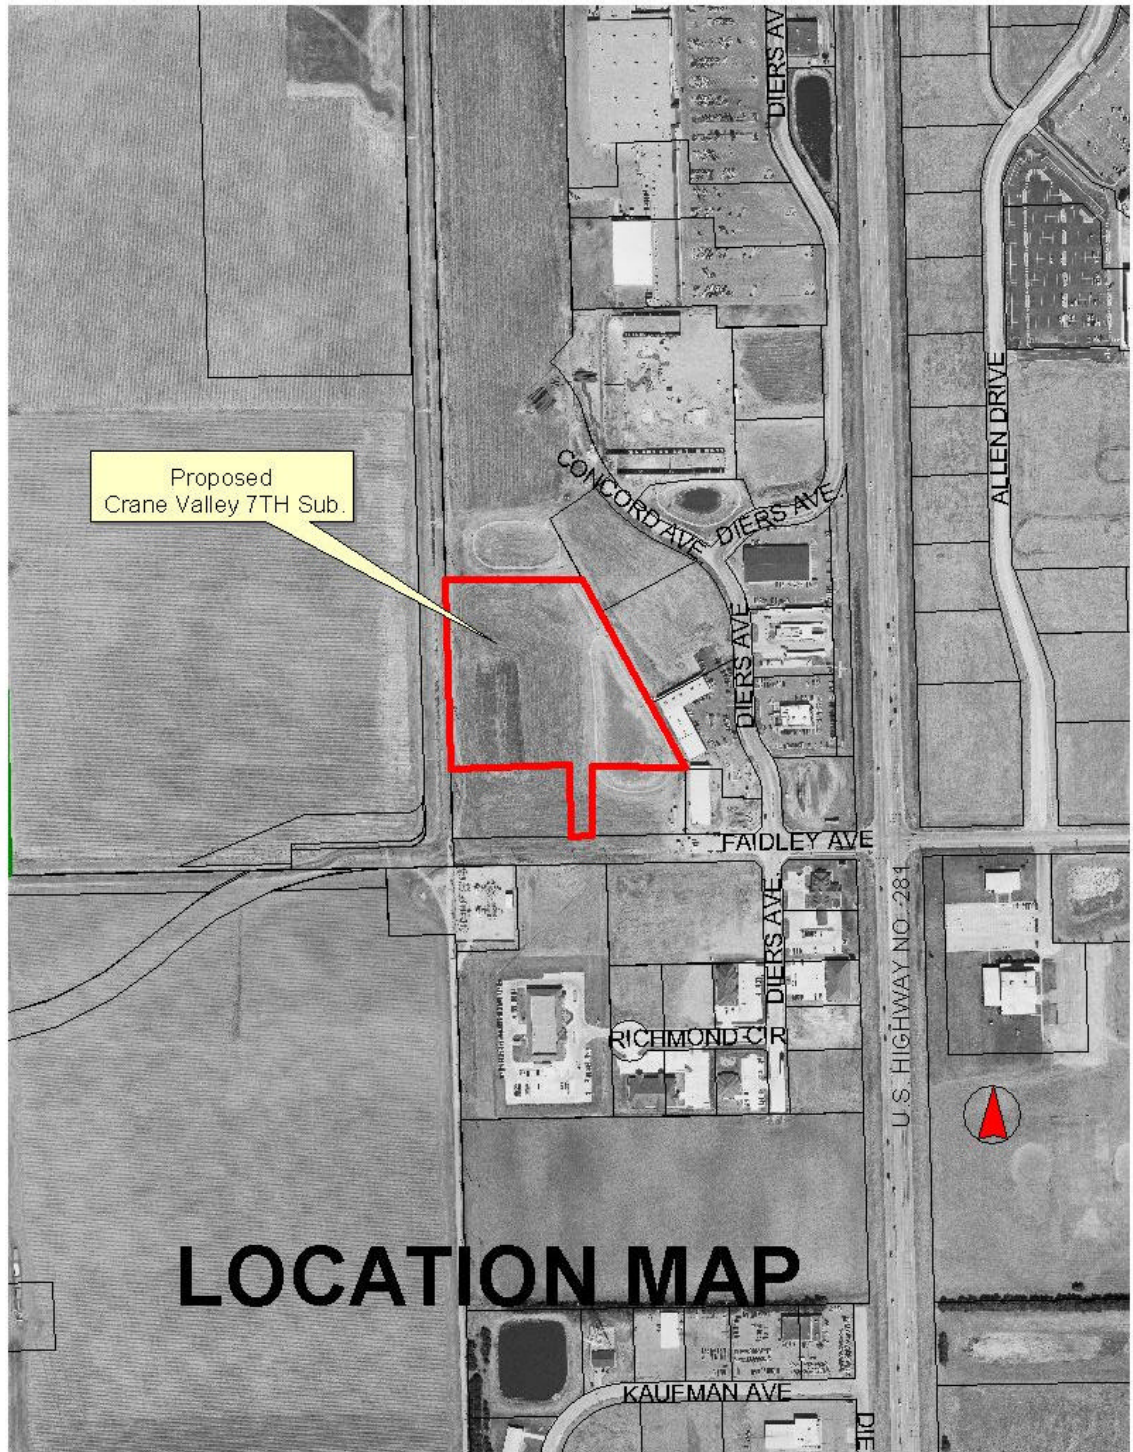 DIERS AV
ALLEN DRIVE
Proposed
Crane Valley 7TH Sub.
CONCORD AVE
DIERS AVE.
DIERS AVE
FAIDLEY AVE
DIERS AVE.
U.S. HIGHWAY NO. 281
RICHMOND CIR
LOCATION MAP
KAUFMAN AVE
DIE